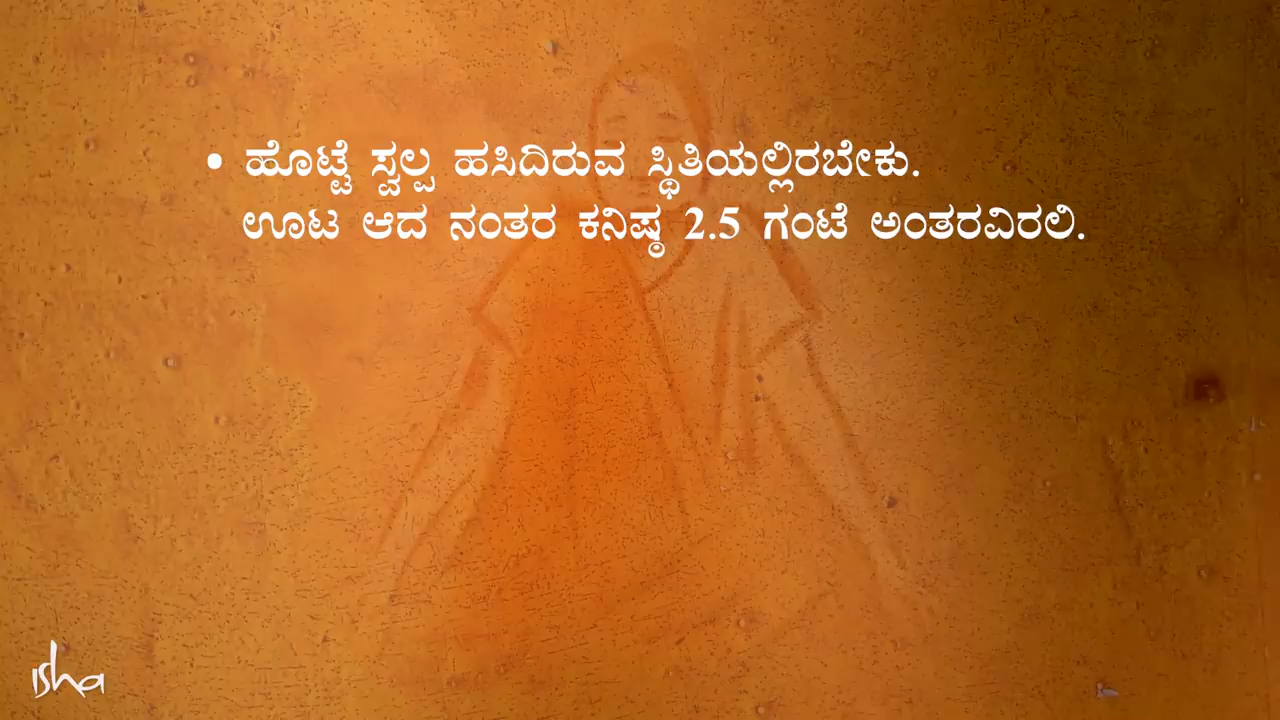 • ಹೊಟ್ಟೆ ಸ್ವಲ್ಪ ಹಸಿದಿರುವ ಸ್ಥಿತಿಯಲ್ಲಿರಬೇಕು.
ಊಟ ಆದ ನಂತರ ಕನಿಷ್ಠ 2.5 ಗಂಟೆ ಅಂತರವಿರಲಿ.
isha